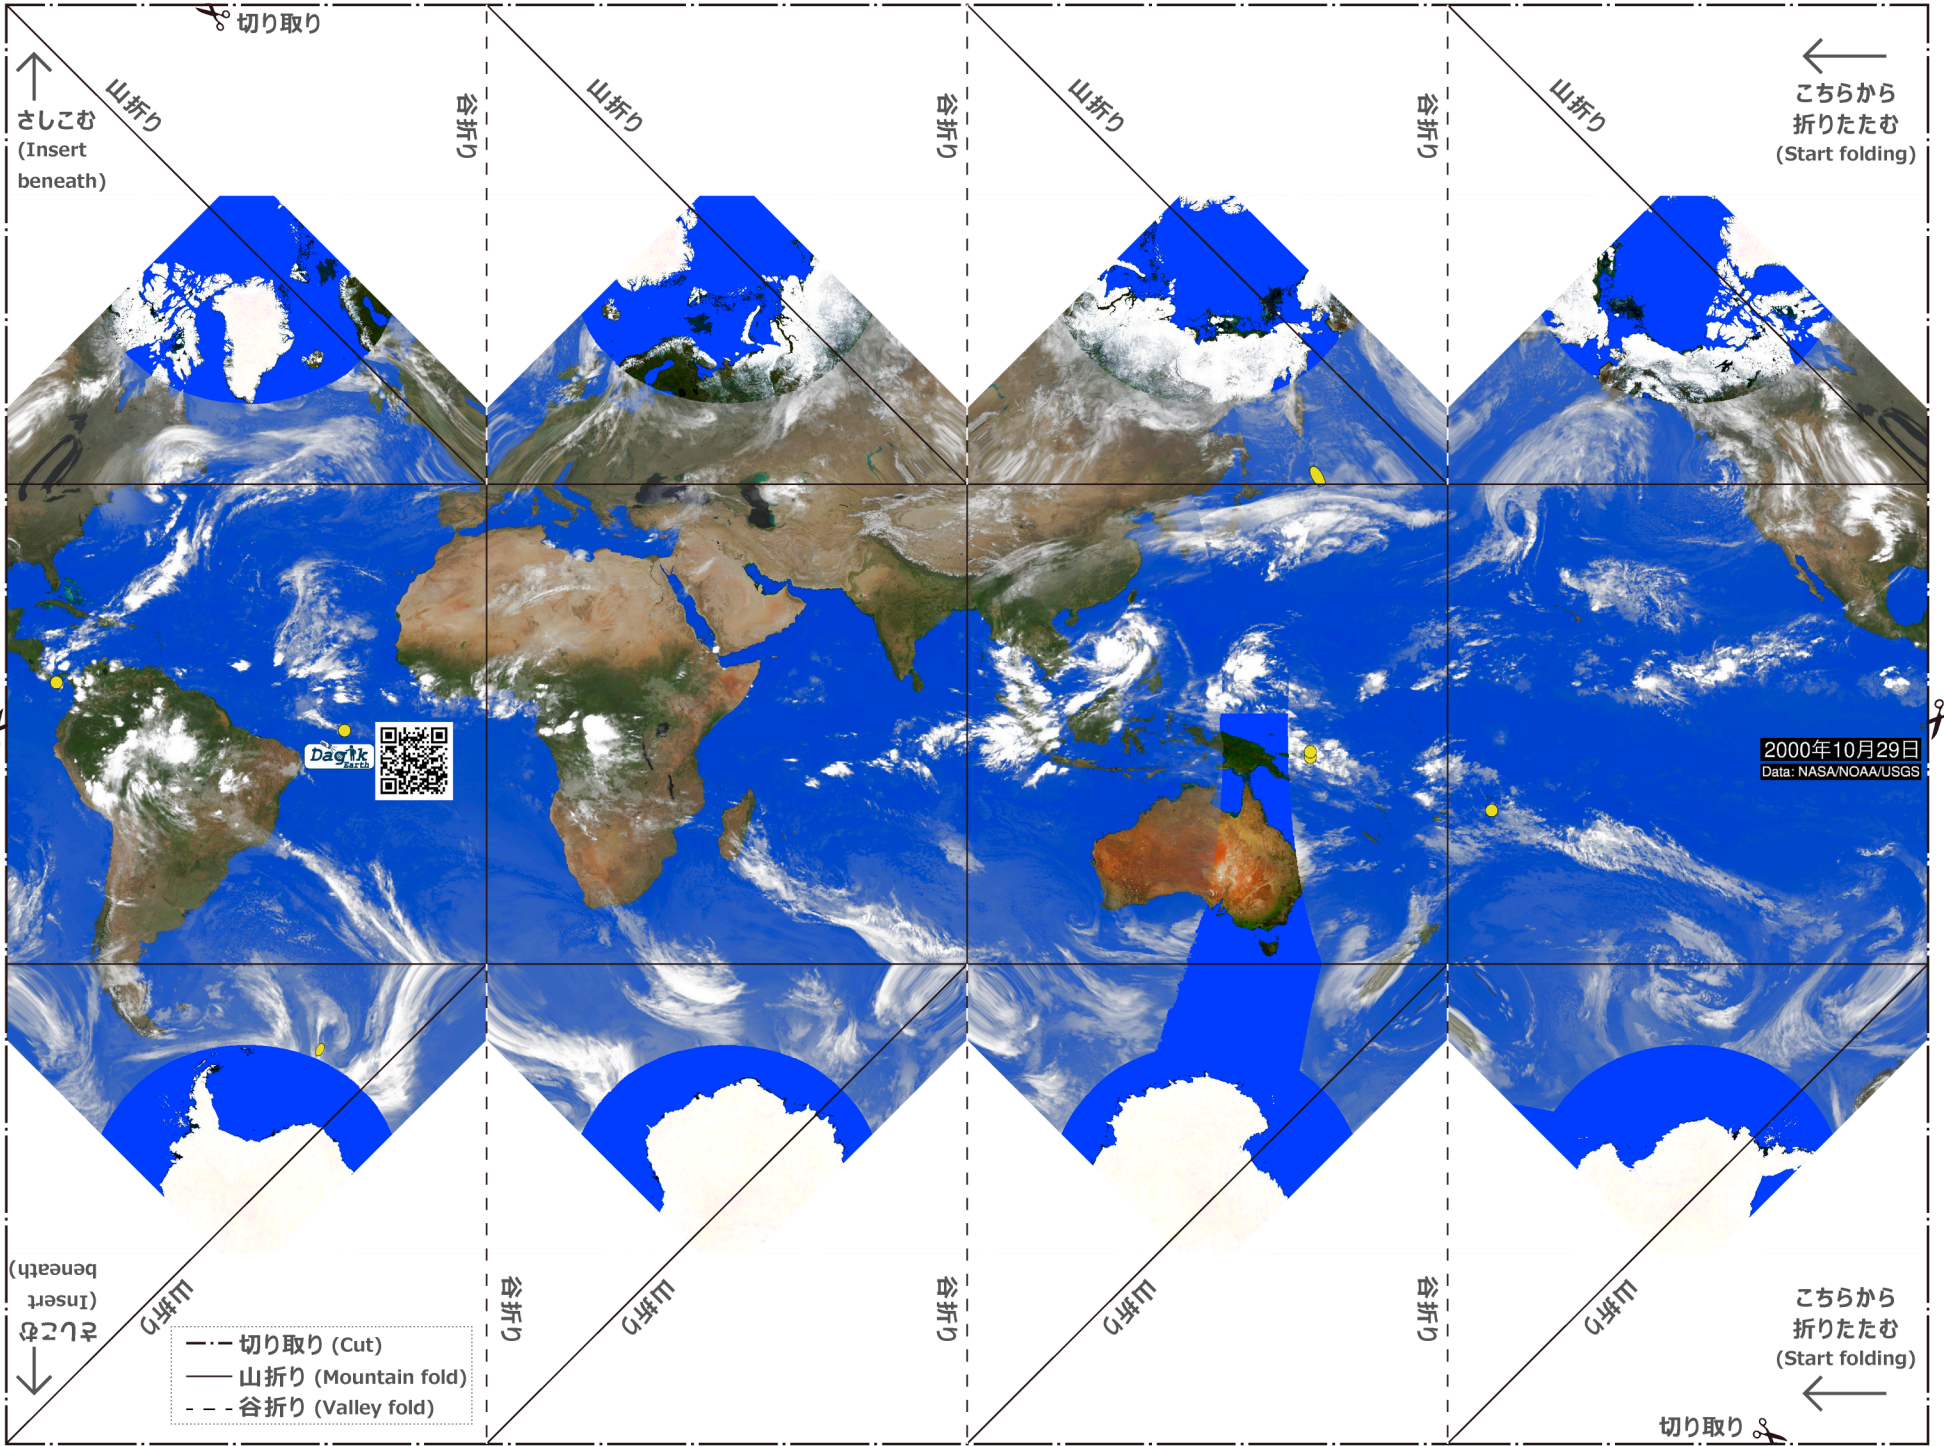 切り取り
山折り
谷折り
山折り
谷折り
山折り
谷折り
山折り
さしこむ
(Insert
beneath)
こちらから
折りたたむ
(Start folding)
Dagik
Earth
2000年10月29日
Data: NASA/NOAA/USGS
さしこむ
(Insert
beneath)
山折り
谷折り
山折り
谷折り
山折り
谷折り
山折り
切り取り (Cut)
山折り (Mountain fold)
谷折り (Valley fold)
こちらから
折りたたむ
(Start folding)
切り取り